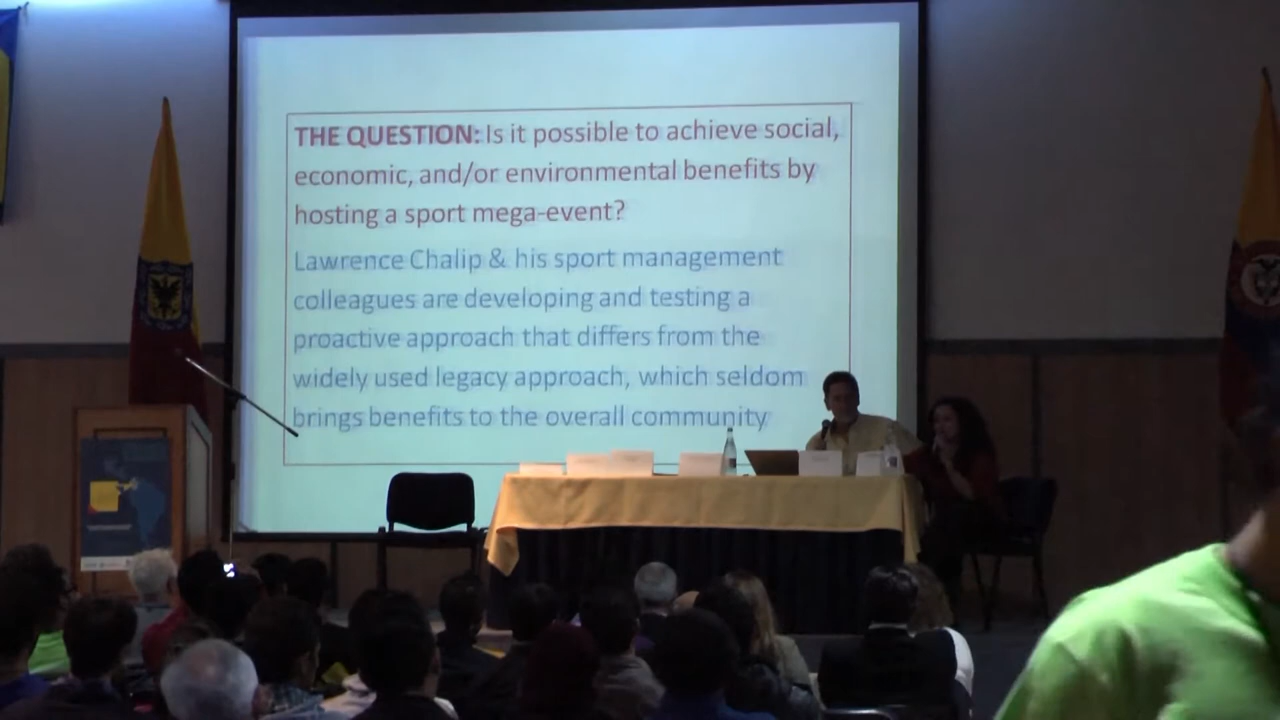 THE QUESTION: Is it possible to achieve social,
economic, and/or environmental benefits by
hosting a sport mega-event?
Lawrence Chalip & his sport management
colleagues are developing and testing a
proactive approach that differs from the
widely used legacy approach, which seldom
brings benefits to the overall community